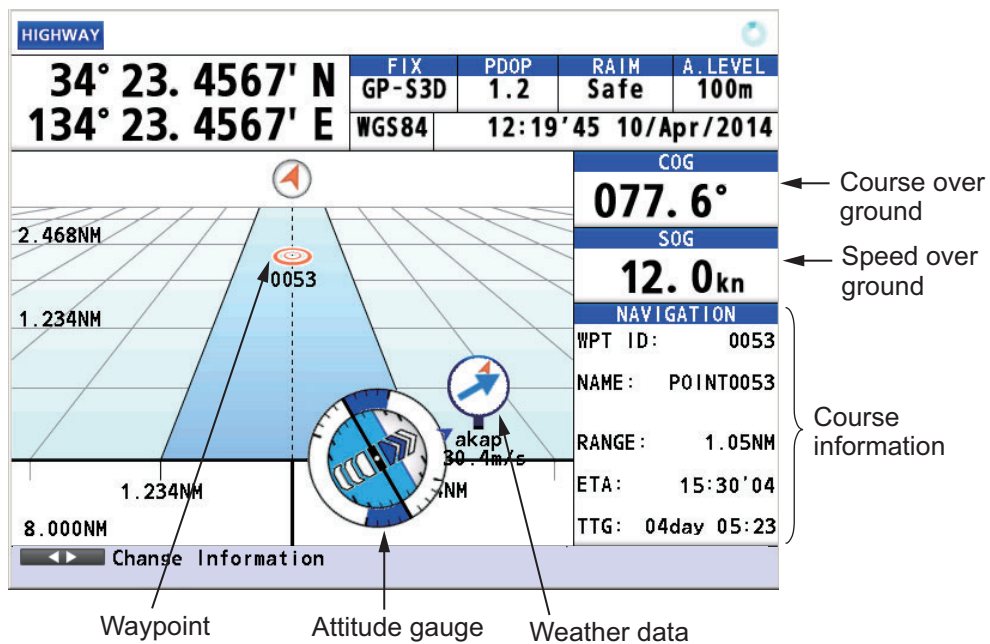 HIGHWAY
34° 23. 4567' N
134° 23. 4567' E
FIX PDOP RAIM A.LEVEL
GP-S3D 1.2 Safe 100m
WGS84 12:19'45 10/Apr/2014
COG
077.6°
Course over
ground
SOG
12.0kn
Speed over
ground
2.468NM
0053
1.234NM
NAVIGATION
WPT ID: 0053
NAME: POINT0053
RANGE: 1.05NM
ETA: 15:30'04
TTG: 04day 05:23
Course
information
akap
30.4m/s
1.234NM
NM
8.000NM
Change Information
Waypoint
Attitude gauge
Weather data